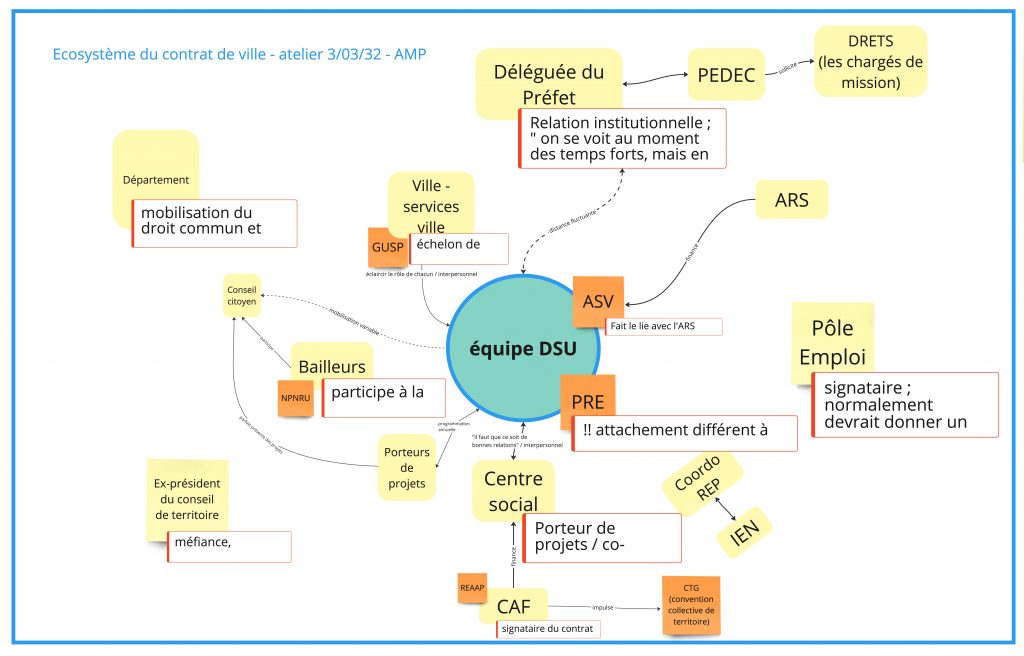 Ecosystème du contrat de ville - atelier 3/03/32 - AMP
Déléguée du
Préfet
PEDEC
sollicite
DRETS
(les chargés de
mission)
Relation institutionnelle ;
" on se voit au moment
des temps forts, mais en
Département
mobilisation du
droit commun et
Ville -
services
ville
GUSP
échelon de
éclaircir le rôle de chacun / interpersonnel
distance fluctuante
ARS
finance
Conseil
citoyen
mobilisation variable
ASV
Fait le lie avec l'ARS
équipe DSU
Pôle
Emploi
signataire ;
normalement
devrait donner un
participe
Bailleurs
NPNRU
participe à la
PRE
!! attachement différent à
programmation
annuelle
"il faut que ce soit de
bonnes relations" / interpersonnel
Porteurs
de
projets
Centre
social
Porteur de
projets / co-
Coordo
REP
IEN
Ex-président
du conseil
de territoire
méfiance,
finance
REAAP
CAF
signataire du contrat
impulse
CTG
(convention
collective de
territoire)